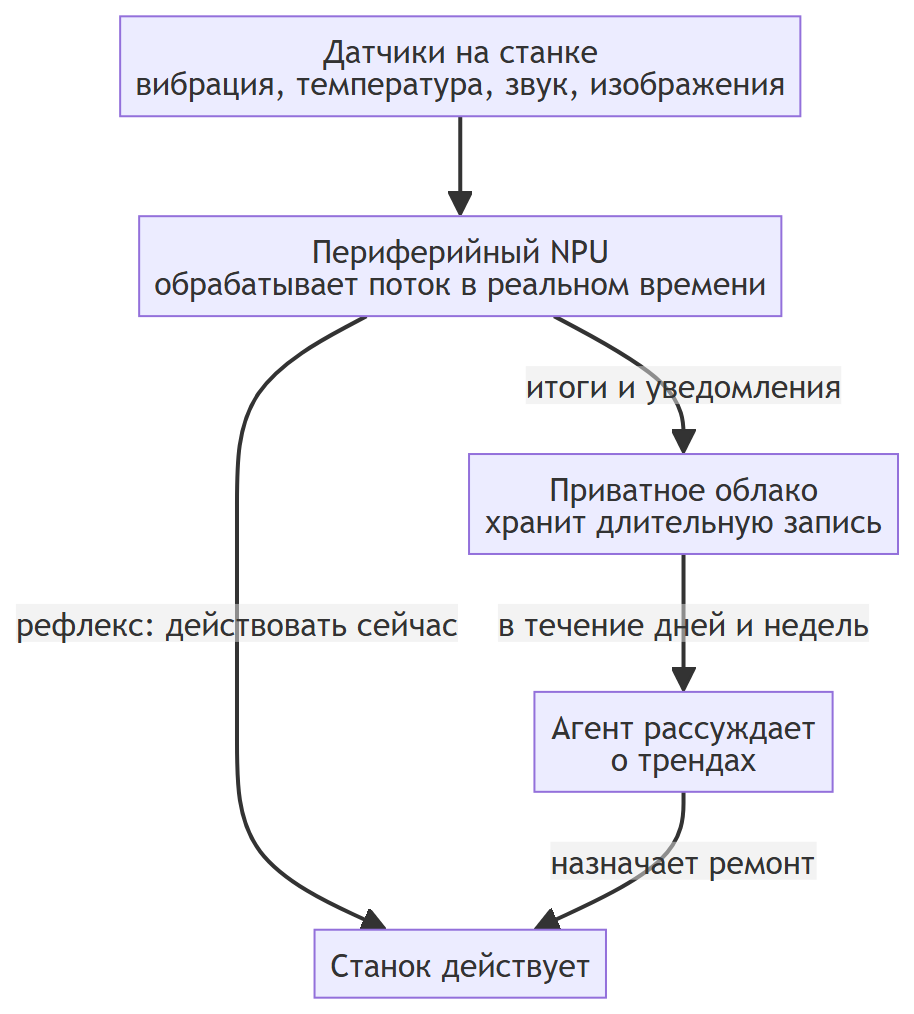 Датчики на станке
вибрация, температура, звук, изображения
Периферийный NPU
обрабатывает поток в реальном времени
итоги и уведомления
Приватное облако
хранит длительную запись
рефлекс: действовать сейчас
в течение дней и недель
Агент рассуждает
о трендах
назначает ремонт
Станок действует